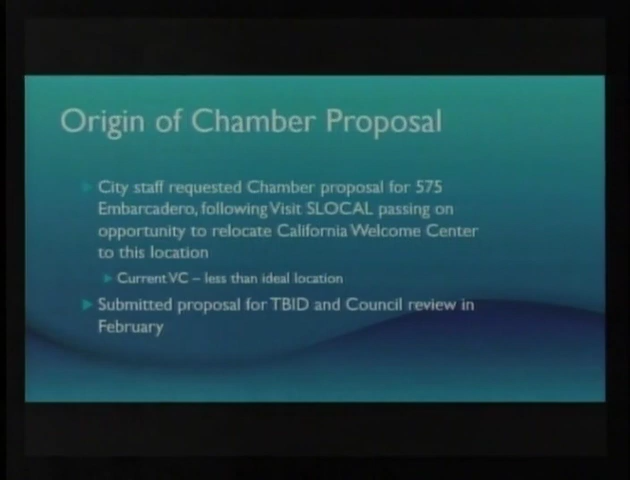 Origin of Chamber Proposal
City staff requested Chamber proposal for 575
Embarcadero, following Visit SLOCAL passing on
opportunity to relocate California Welcome Center
to this location
Current VC – less than ideal location
Submitted proposal for TBID and Council review in
February